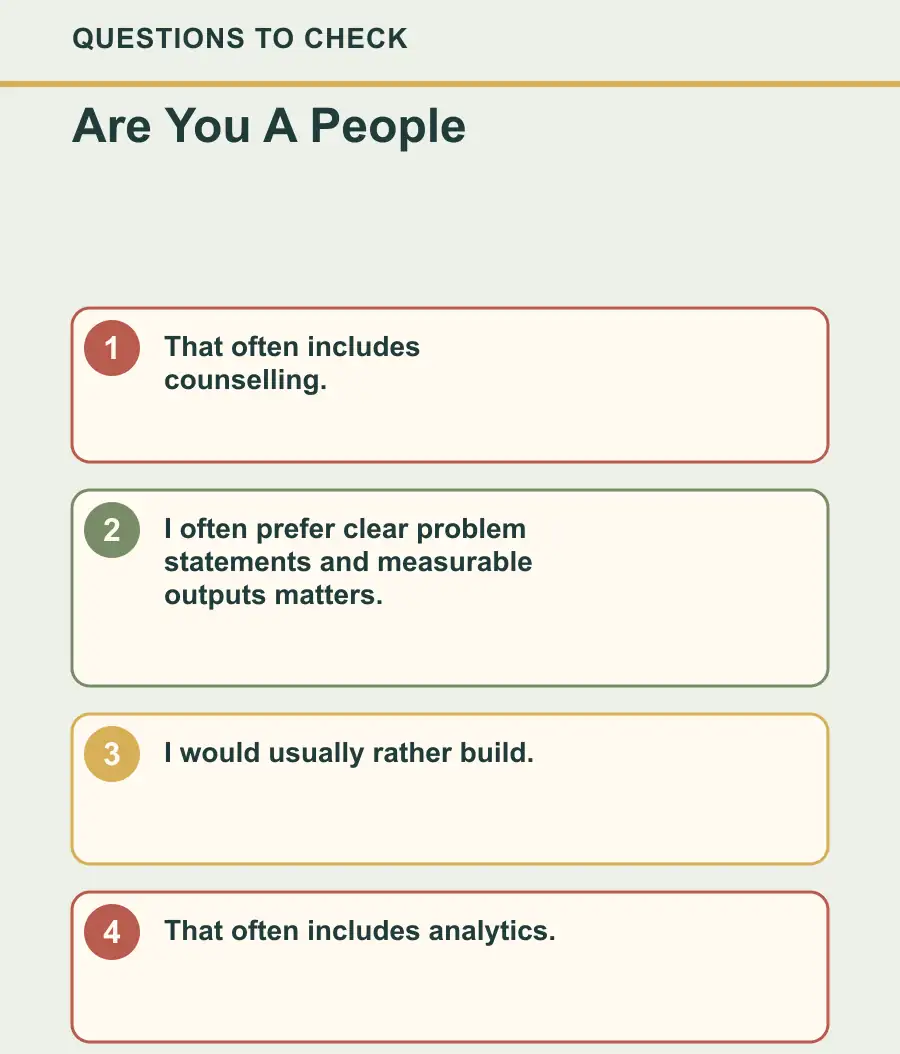 QUESTIONS TO CHECK
Are You A People
1
That often includes
counselling.
2
I often prefer clear problem
statements and measurable
outputs matters.
3
I would usually rather build.
4
That often includes analytics.